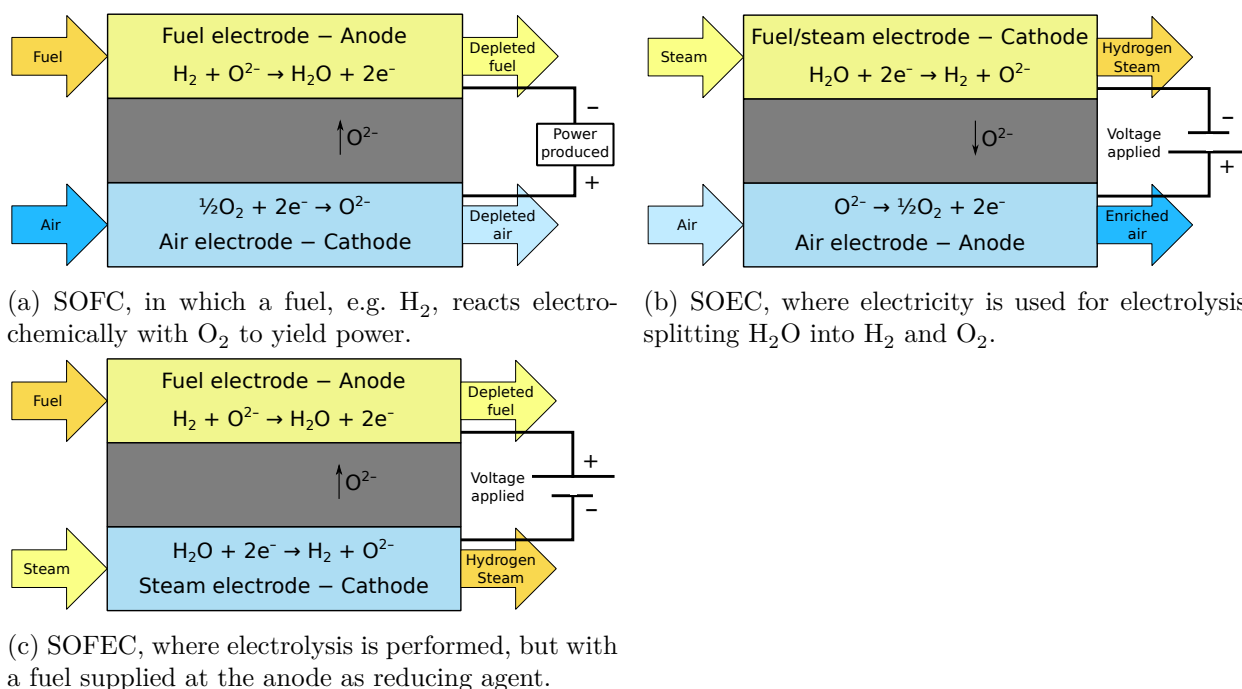 Fuel electrode − Anode
Fuel
H₂ + O²⁻ → H₂O + 2e⁻
Depleted
fuel
O²⁻
−
Power
produced
+
½O₂ + 2e⁻ → O²⁻
Air
Air electrode − Cathode
Depleted
air
(a) SOFC, in which a fuel, e.g. H₂, reacts electro-
chemically with O₂ to yield power.
Fuel/steam electrode − Cathode
Steam
H₂O + 2e⁻ → H₂ + O²⁻
Hydrogen
Steam
O²⁻
Voltage
applied
−
+
O²⁻ → ½O₂ + 2e⁻
Air
Air electrode − Anode
Enriched
air
(b) SOEC, where electricity is used for electrolysis
splitting H₂O into H₂ and O₂.
Fuel electrode − Anode
Fuel
H₂ + O²⁻ → H₂O + 2e⁻
Depleted
fuel
O²⁻
Voltage
applied
+
−
H₂O + 2e⁻ → H₂ + O²⁻
Steam
Steam electrode − Cathode
Hydrogen
Steam
(c) SOFEC, where electrolysis is performed, but with
a fuel supplied at the anode as reducing agent.